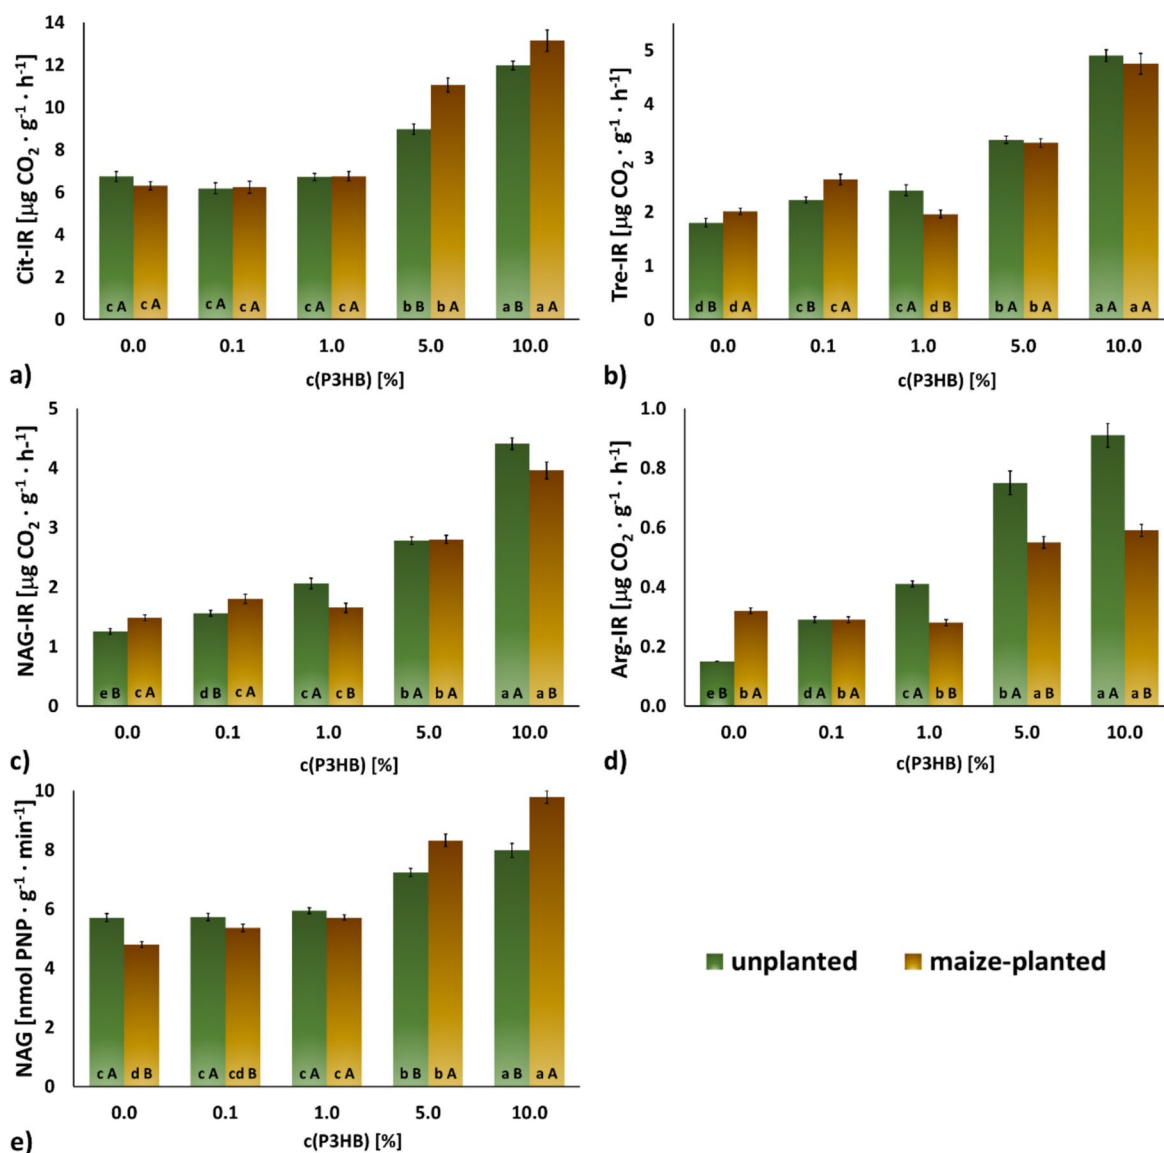 Cit-IR [µg CO₂ · g⁻¹ · h⁻¹]
14
12
10
8
6
4
2
0
c A c A c A c A c A c A b B b A a B a A
0.0 0.1 1.0 5.0 10.0
c(P3HB) [%]
a)
Tre-IR [µg CO₂ · g⁻¹ · h⁻¹]
5
4
3
2
1
0
d B d A c B c A c A d B b A b A a A a A
0.0 0.1 1.0 5.0 10.0
c(P3HB) [%]
b)
NAG-IR [µg CO₂ · g⁻¹ · h-¹]
5
4
3
2
1
0
e B c A d B c A c A c B b A b A a A a B
0.0 0.1 1.0 5.0 10.0
c(P3HB) [%]
c)
Arg-IR [µg CO₂ · g⁻¹ · h⁻¹]
1.0
0.8
0.6
0.4
0.2
0.0
e B b A d A b A c A b B b A a B a A a B
0.0 0.1 1.0 5.0 10.0
c(P3HB) [%]
d)
NAG [nmol PNP · g⁻¹ · min⁻¹]
10
8
6
4
2
0
c A d B c A cd B c A c A b B b A a B a A
0.0 0.1 1.0 5.0 10.0
c(P3HB) [%]
e)
unplanted maize-planted